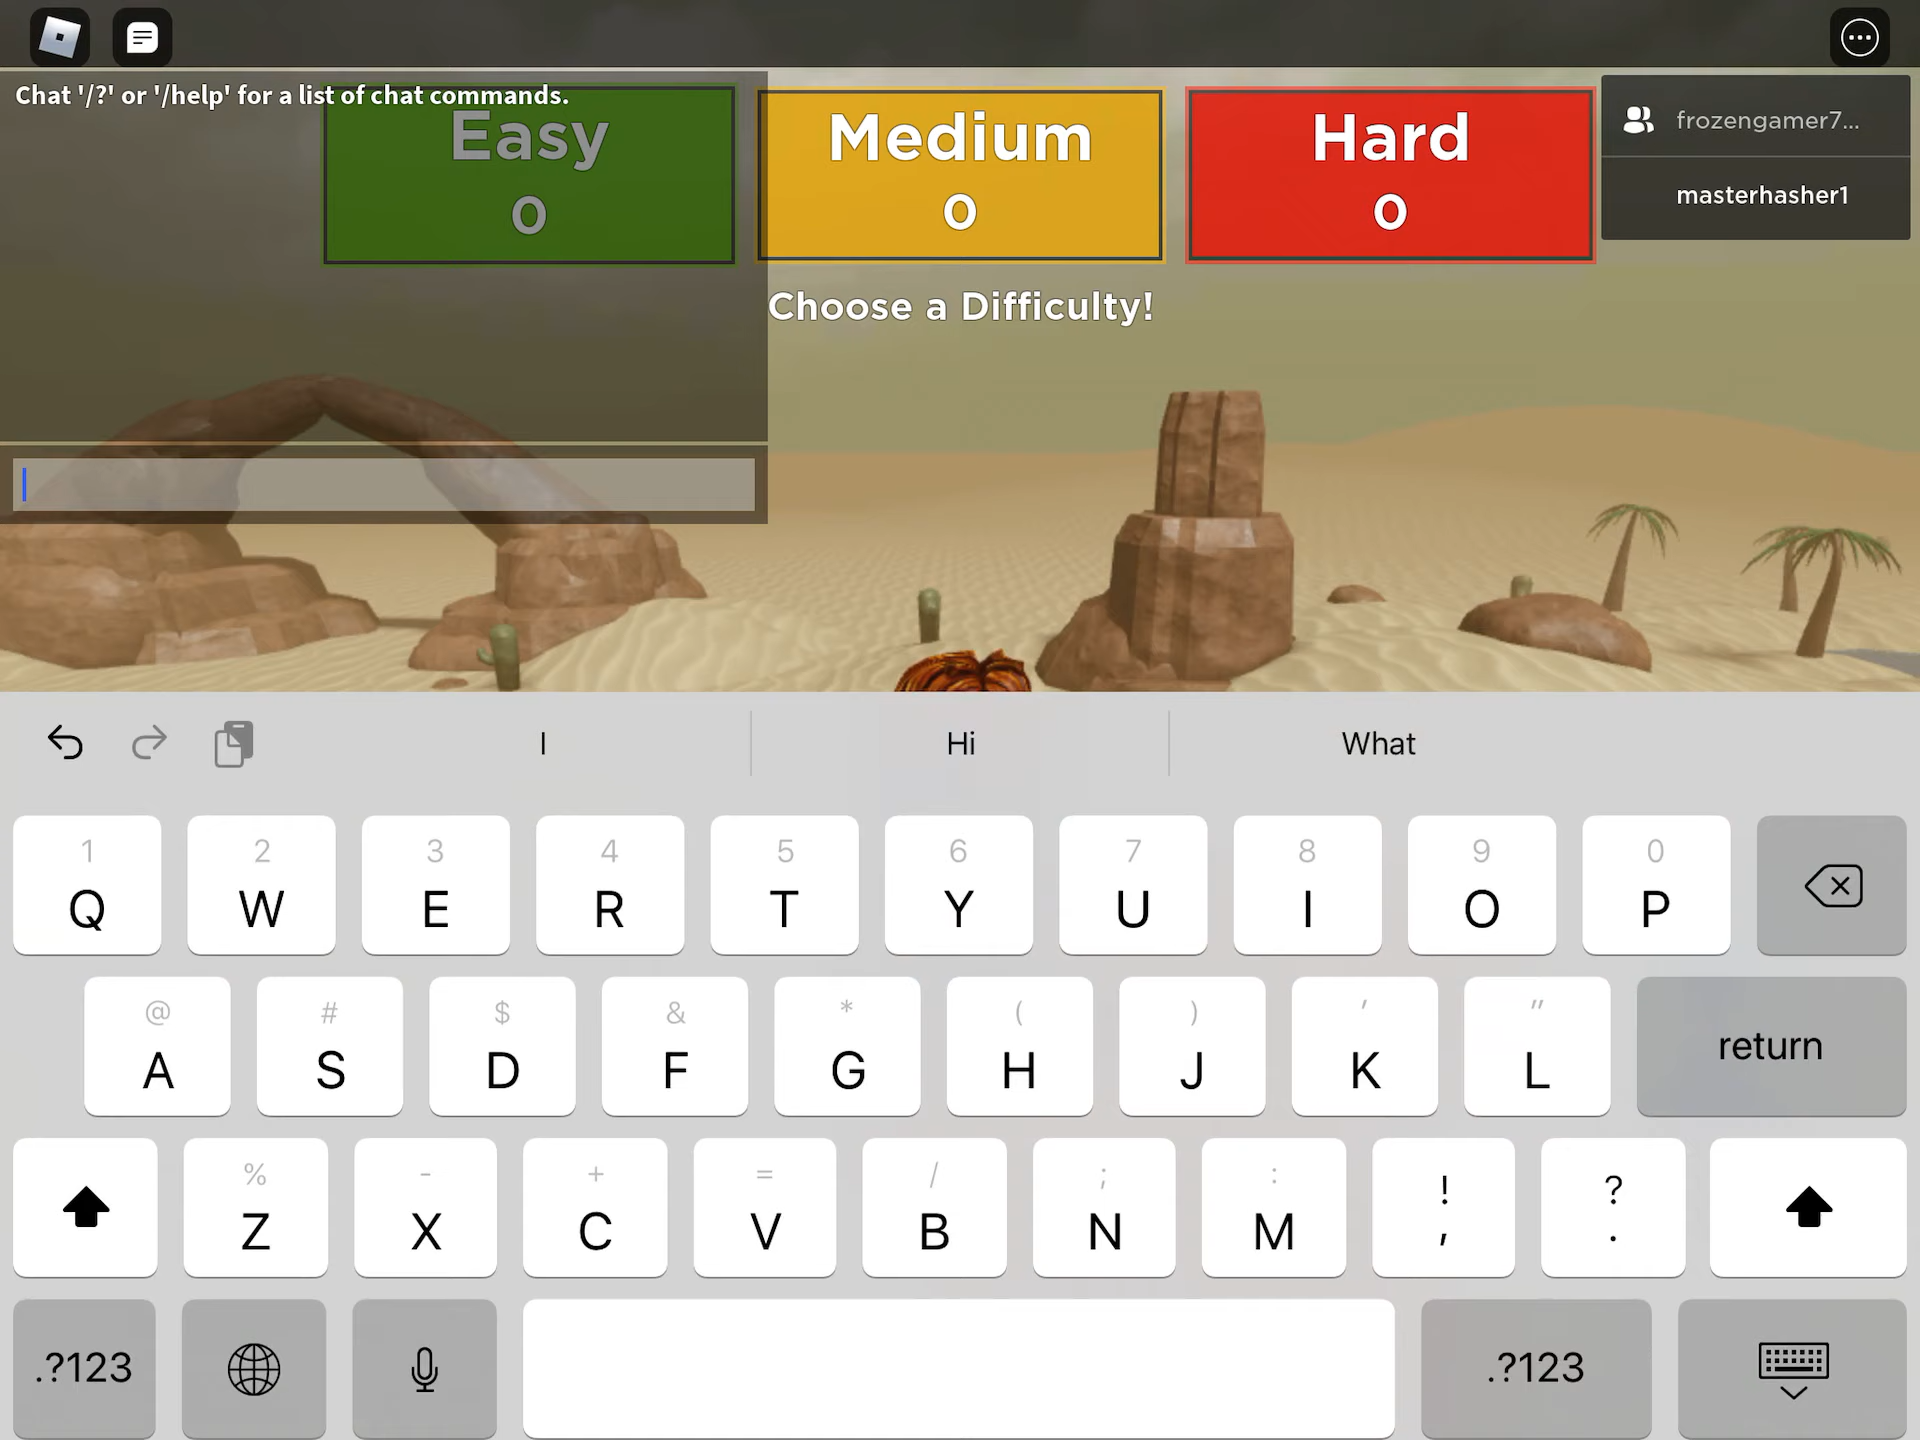 Chat '/?' or '/help' for a list of chat commands.
Easy
0
Medium
0
Hard
0
frozengamer7...
masterhasher1
Choose a Difficulty!
I
Hi
What
1 2 3 4 5 6 7 8 9 0
Q W E R T Y U I O P
@ # $ & * ( ) ' "
A S D F G H J K L return
% - + = / ; : ! ?
Z X C V B N M , .
.?123 .?123